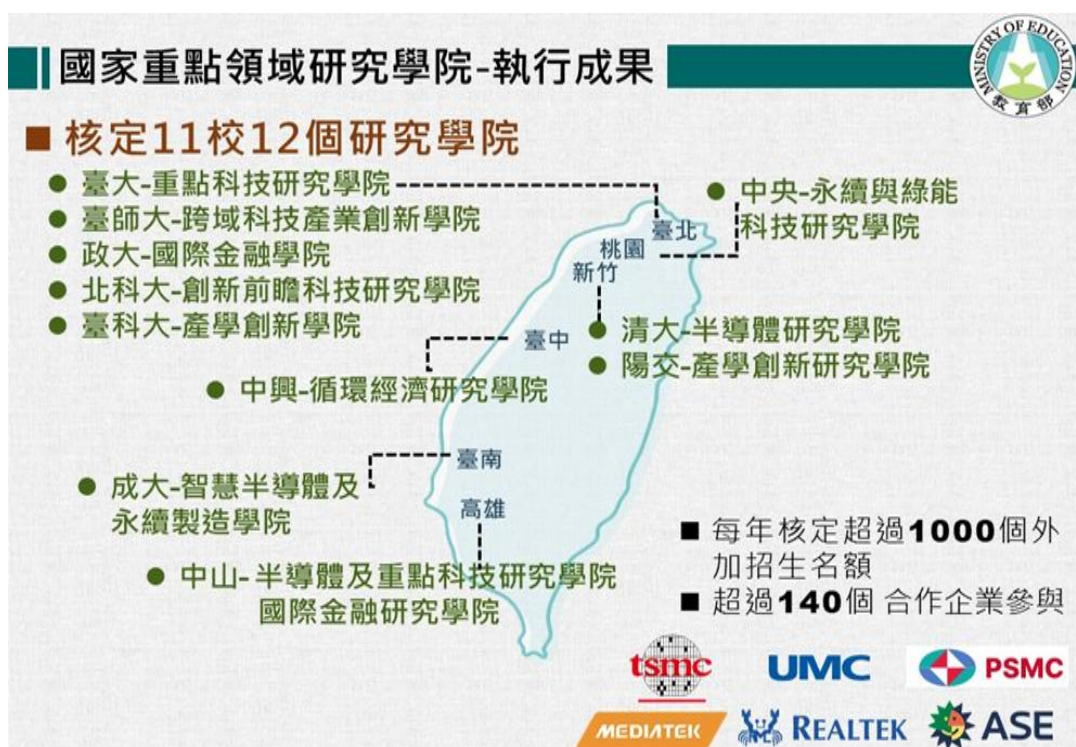 國家重點領域研究學院-執行成果
MINISTRY OF EDUCATION
教育部
■ 核定11校12個研究學院
● 臺大-重點科技研究學院
● 臺師大-跨域科技產業創新學院
● 政大-國際金融學院
● 北科大-創新前瞻科技研究學院
● 臺科大-產學創新學院
● 中央-永續與綠能
科技研究學院
臺北
桃園
新竹
● 清大-半導體研究學院
● 陽交-產學創新研究學院
臺中
● 中興-循環經濟研究學院
臺南
● 成大-智慧半導體及
永續製造學院
高雄
● 中山-半導體及重點科技研究學院
國際金融研究學院
■ 每年核定超過1000個外
加招生名額
■ 超過140個 合作企業參與
tsmc
UMC
PSMC
MEDIATEK
REALTEK
ASE